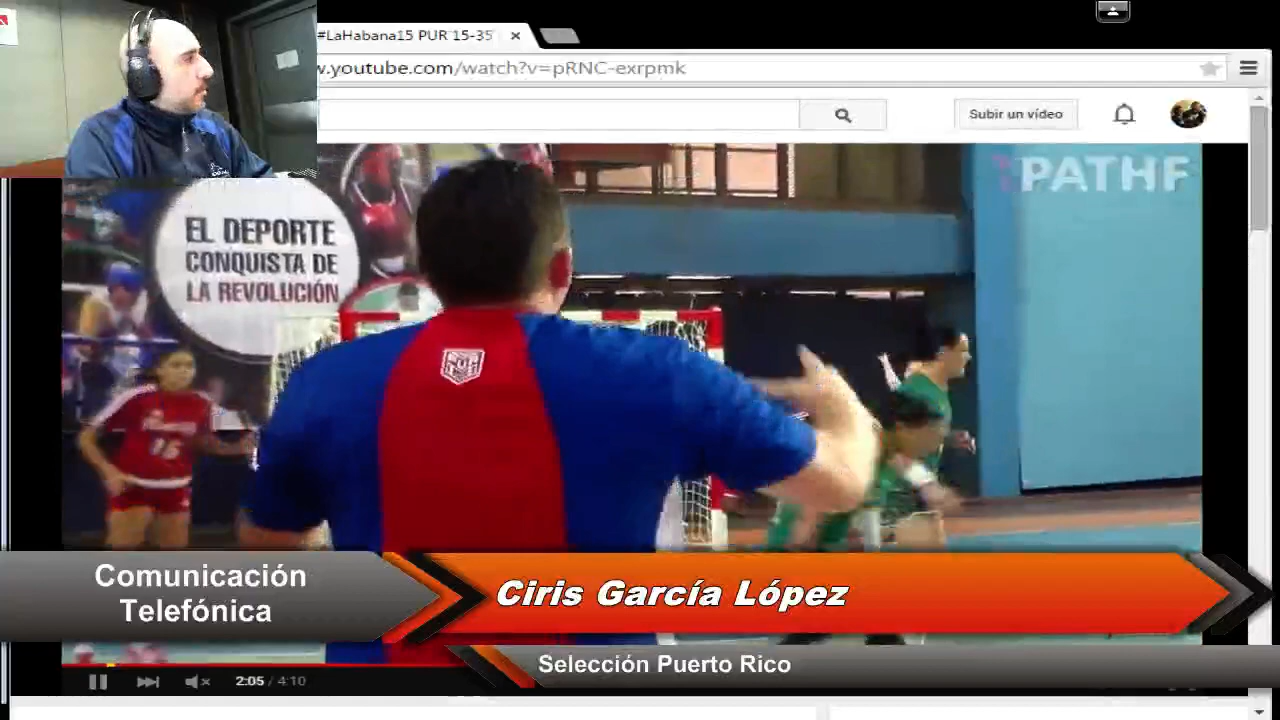 #LaHabana15 PUR 15-35
w.youtube.com/watch?v=pRNC-exrpmk
Subir un vídeo
PATHF
EL DEPORTE
CONQUISTA DE
LA REVOLUCIÓN
16
Comunicación
Telefónica
Ciris García López
Selección Puerto Rico
2:05 / 4:10